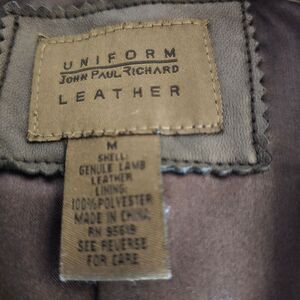 UNIFORM
JOHN PAUL RICHARD
LEATHER
M
SHELL:
GENUIE LAMB
LEATHER
LINING:
100%POLYESTER
MADE IN CHINA
RN 95619
SEE REVERSE
FOR CARE